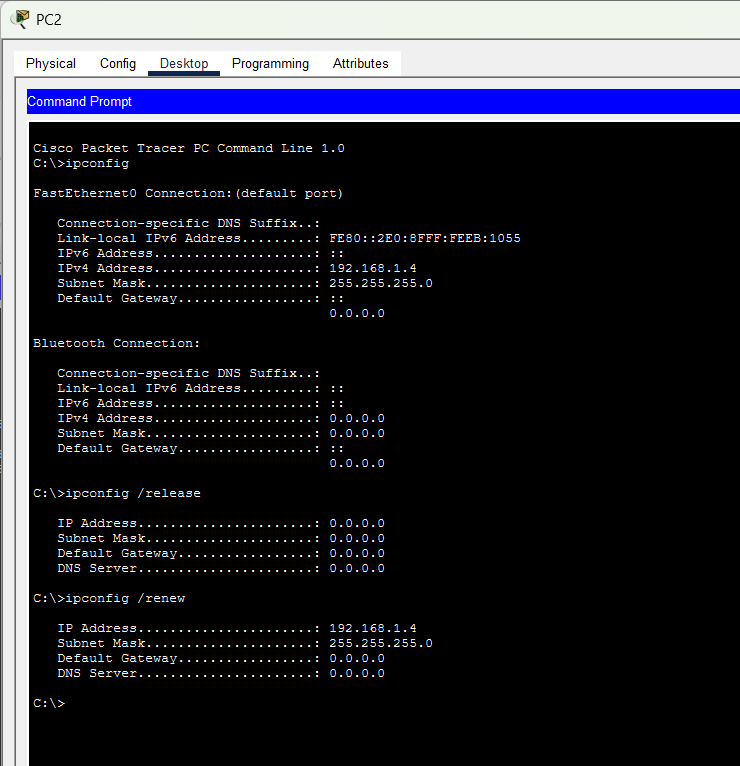 PC2
Physical Config Desktop Programming Attributes
Command Prompt
Cisco Packet Tracer PC Command Line 1.0
C:\>ipconfig
FastEthernet0 Connection:(default port)
Connection-specific DNS Suffix..:
Link-local IPv6 Address.........: FE80::2E0:8FFF:FEEB:1055
IPv6 Address....................: ::
IPv4 Address....................: 192.168.1.4
Subnet Mask.....................: 255.255.255.0
Default Gateway.................: ::
0.0.0.0
Bluetooth Connection:
Connection-specific DNS Suffix..:
Link-local IPv6 Address.........: ::
IPv6 Address....................: ::
IPv4 Address....................: 0.0.0.0
Subnet Mask.....................: 0.0.0.0
Default Gateway.................: ::
0.0.0.0
C:\>ipconfig /release
IP Address......................: 0.0.0.0
Subnet Mask.....................: 0.0.0.0
Default Gateway.................: 0.0.0.0
DNS Server......................: 0.0.0.0
C:\>ipconfig /renew
IP Address......................: 192.168.1.4
Subnet Mask.....................: 255.255.255.0
Default Gateway.................: 0.0.0.0
DNS Server......................: 0.0.0.0
C:\>